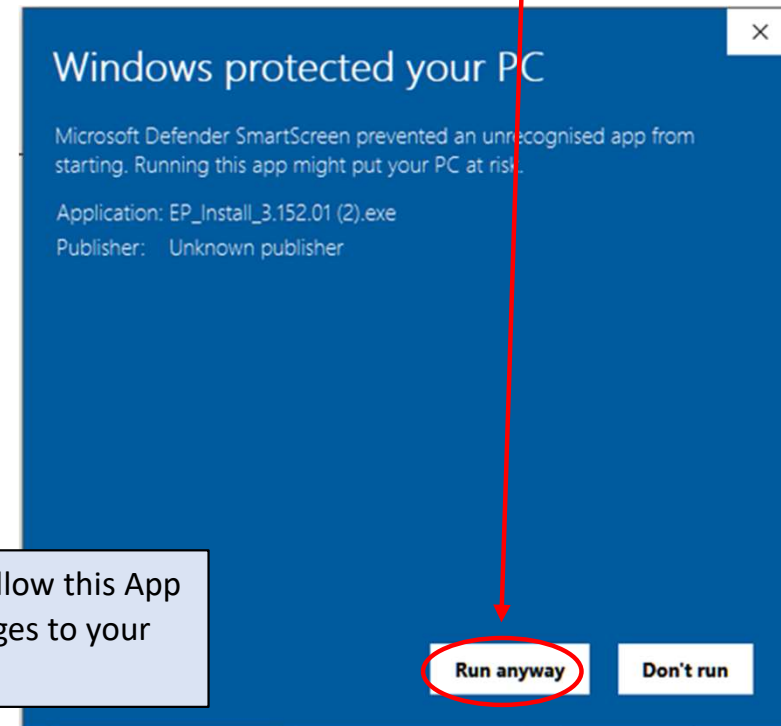 Windows protected your PC
Microsoft Defender SmartScreen prevented an unrecognised app from
starting. Running this app might put your PC at risk.
Application: EP_Install_3.152.01 (2).exe
Publisher: Unknown publisher
this App
to your
Run anyway Don't run